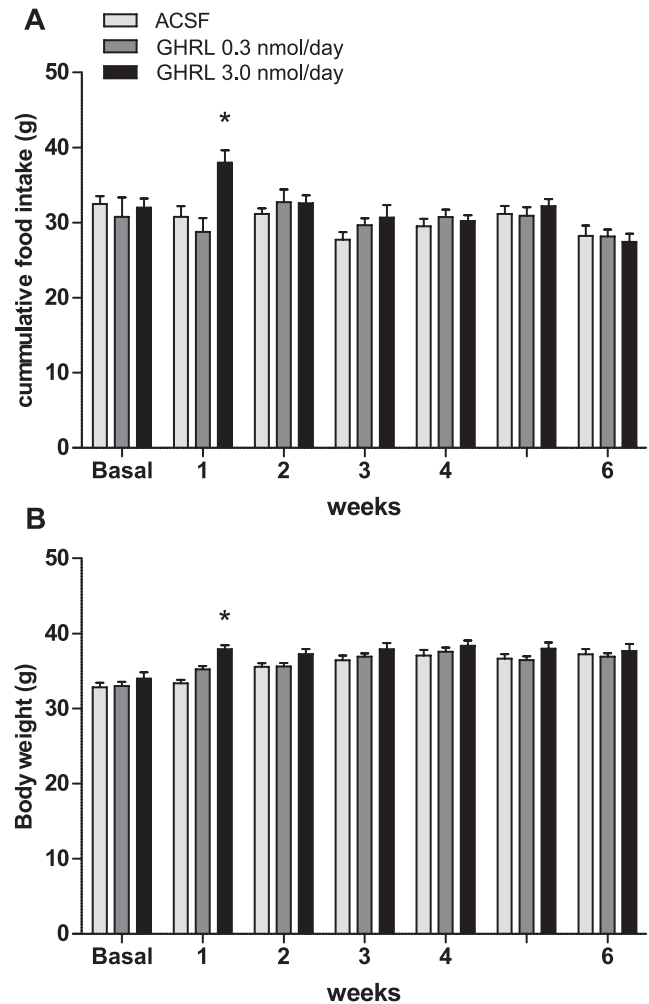 A
ACSF
GHRL 0.3 nmol/day
GHRL 3.0 nmol/day
cummulative food intake (g)
50
40
30
20
10
0
*
Basal 1 2 3 4 6
weeks
B
Body weight (g)
50
40
30
20
10
0
*
Basal 1 2 3 4 6
weeks